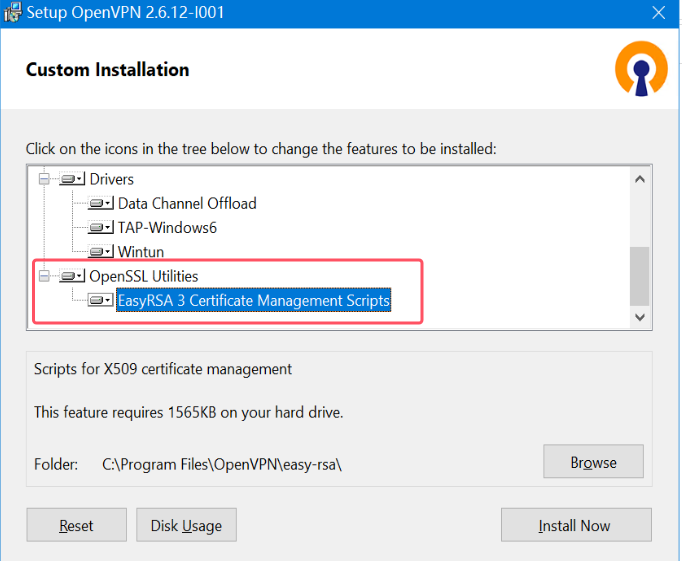 Setup OpenVPN 2.6.12-I001
Custom Installation
Click on the icons in the tree below to change the features to be installed:
Drivers
Data Channel Offload
TAP-Windows6
Wintun
OpenSSL Utilities
EasyRSA 3 Certificate Management Scripts
Scripts for X509 certificate management
This feature requires 1565KB on your hard drive.
Folder: C:\Program Files\OpenVPN\easy-rsa\
Browse
Reset Disk Usage Install Now